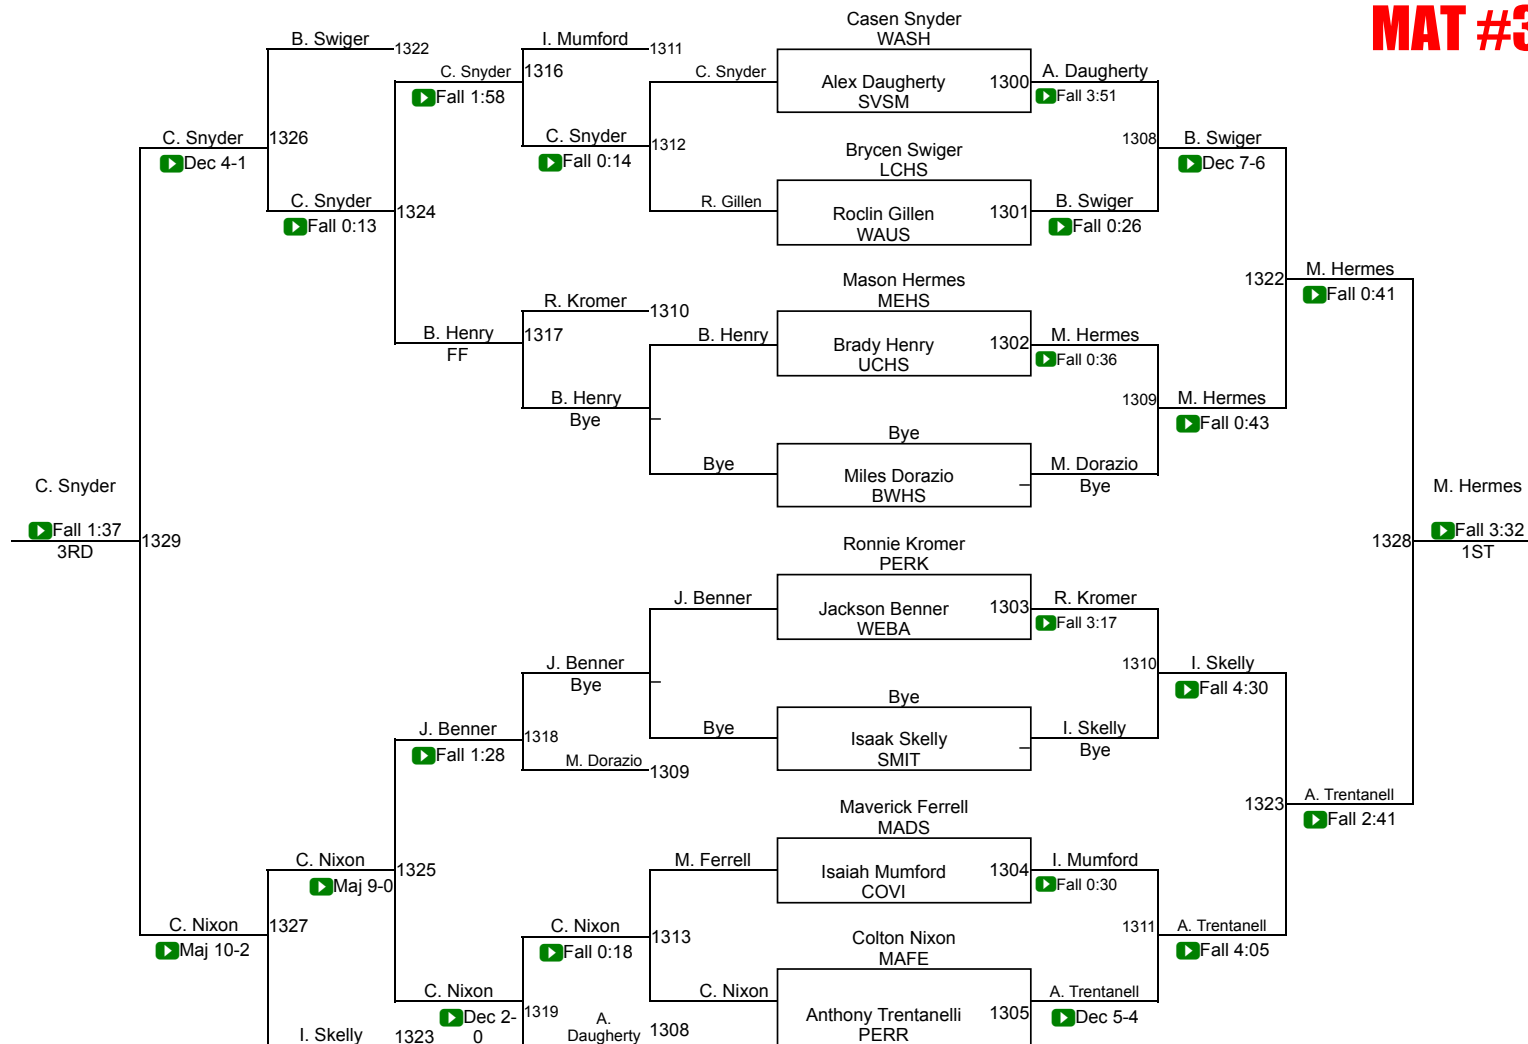 MAT #3
Casen Snyder
WASH
B. Swiger
1322
I. Mumford
1311
C. Snyder
1316
Fall 1:58
C. Snyder
Alex Daugherty
SVSM
1300
A. Daugherty
Fall 3:51
C. Snyder
Dec 4-1
1326
C. Snyder
Fall 0:14
1312
Brycen Swiger
LCHS
1308
B. Swiger
Dec 7-6
C. Snyder
Fall 0:13
1324
R. Gillen
Roclin Gillen
WAUS
1301
B. Swiger
Fall 0:26
Mason Hermes
MEHS
1322
M. Hermes
Fall 0:41
R. Kromer
1310
B. Henry
FF
1317
B. Henry
Brady Henry
UCHS
1302
M. Hermes
Fall 0:36
B. Henry
Bye
1309
M. Hermes
Fall 0:43
Bye
Bye
Miles Dorazio
BWHS
M. Dorazio
Bye
C. Snyder
Fall 1:37
3RD
1329
M. Hermes
1328
Fall 3:32
1ST
Ronnie Kromer
PERK
J. Benner
Jackson Benner
WEBA
1303
R. Kromer
Fall 3:17
J. Benner
Bye
1310
I. Skelly
Fall 4:30
Bye
J. Benner
Fall 1:28
1318
Bye
Isaak Skelly
SMIT
I. Skelly
Bye
M. Dorazio
1309
Maverick Ferrell
MADS
1323
A. Trentanell
Fall 2:41
C. Nixon
Maj 9-0
1325
M. Ferrell
Isaiah Mumford
COVI
1304
I. Mumford
Fall 0:30
C. Nixon
Maj 10-2
1327
C. Nixon
Fall 0:18
1313
Colton Nixon
MAFE
1311
A. Trentanell
Fall 4:05
C. Nixon
Dec 2-
0
1319
C. Nixon
Anthony Trentanelli
PERR
1305
A. Trentanell
Dec 5-4
I. Skelly
1323
A.
Daugherty
1308